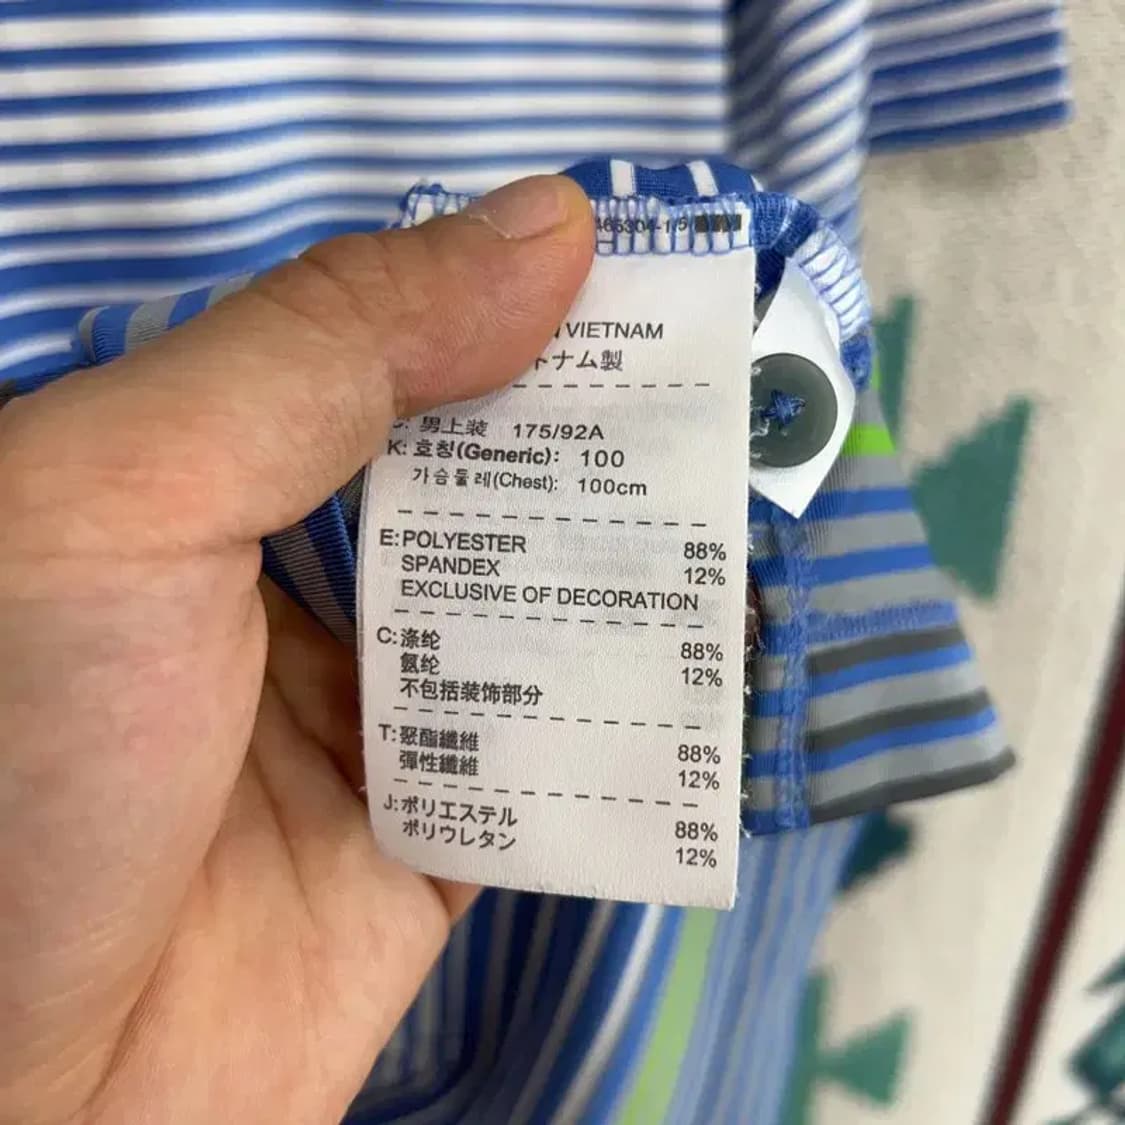 VIETNAM
トナム製
男上装 175/92A
K: 호칭(Generic): 100
가슴둘레(Chest): 100cm
E: POLYESTER 88%
SPANDEX 12%
EXCLUSIVE OF DECORATION
C: 涤纶 88%
氨纶 12%
不包括装饰部分
T: 聚酯纖維 88%
彈性纖維 12%
J: ポリエステル 88%
ポリウレタン 12%